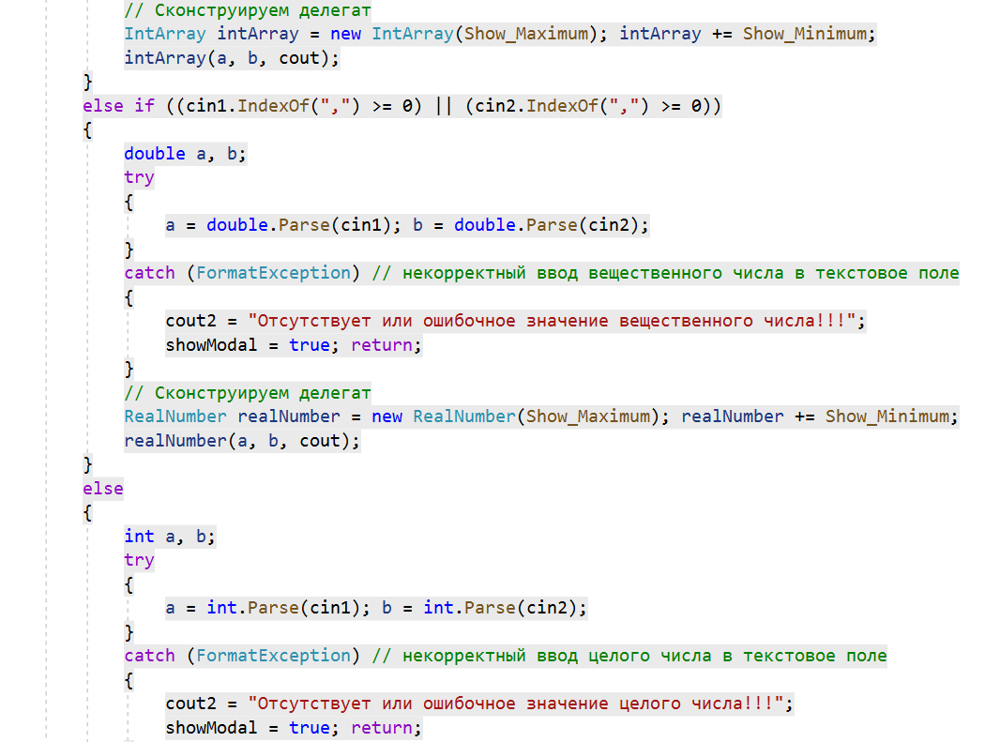 // Сконструируем делегат
IntArray intArray = new IntArray(Show_Maximum); intArray += Show_Minimum;
intArray(a, b, cout);
}
else if ((cin1.IndexOf(",") >= 0) || (cin2.IndexOf(",") >= 0))
{
double a, b;
try
{
a = double.Parse(cin1); b = double.Parse(cin2);
}
catch (FormatException) // некорректный ввод вещественного числа в текстовое поле
{
cout2 = "Отсутствует или ошибочное значение вещественного числа!!!";
showModal = true; return;
}
// Сконструируем делегат
RealNumber realNumber = new RealNumber(Show_Maximum); realNumber += Show_Minimum;
realNumber(a, b, cout);
}
else
{
int a, b;
try
{
a = int.Parse(cin1); b = int.Parse(cin2);
}
catch (FormatException) // некорректный ввод целого числа в текстовое поле
{
cout2 = "Отсутствует или ошибочное значение целого числа!!!";
showModal = true; return;